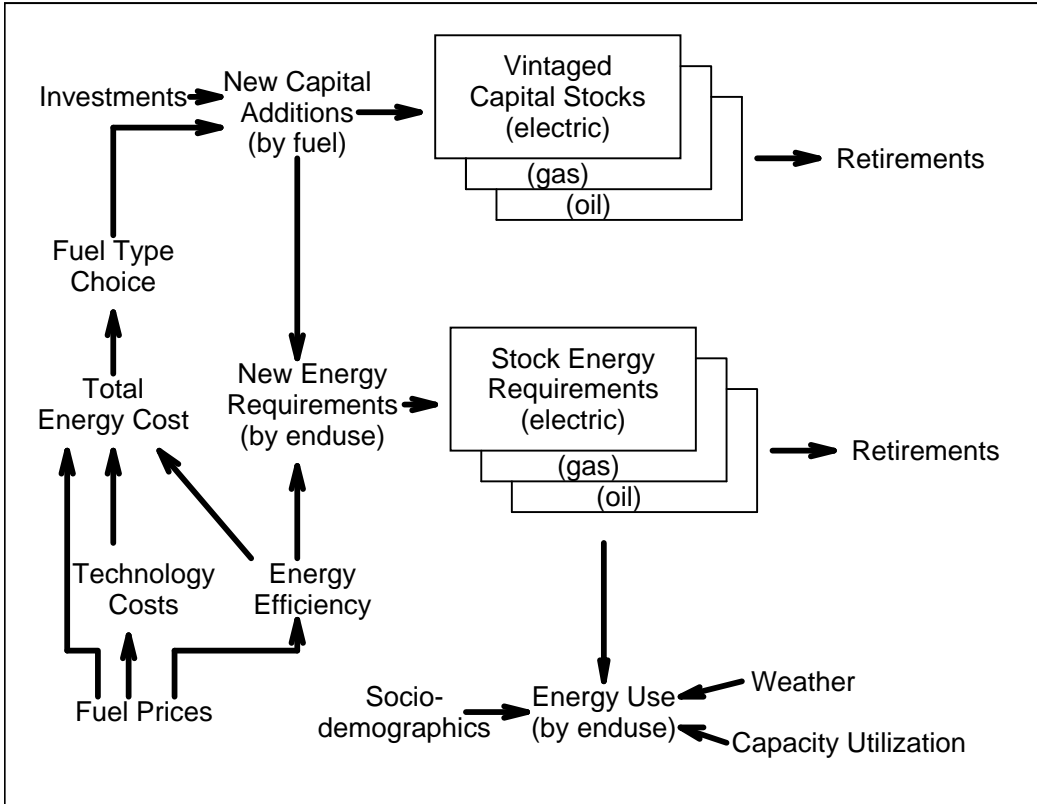 Investments
New Capital
Additions
(by fuel)
Vintaged
Capital Stocks
(electric)
(gas)
(oil)
Retirements
Fuel Type
Choice
Total
Energy Cost
New Energy
Requirements
(by enduse)
Stock Energy
Requirements
(electric)
(gas)
(oil)
Retirements
Technology
Costs
Energy
Efficiency
Fuel Prices
Socio-
demographics
Energy Use
(by enduse)
Weather
Capacity Utilization